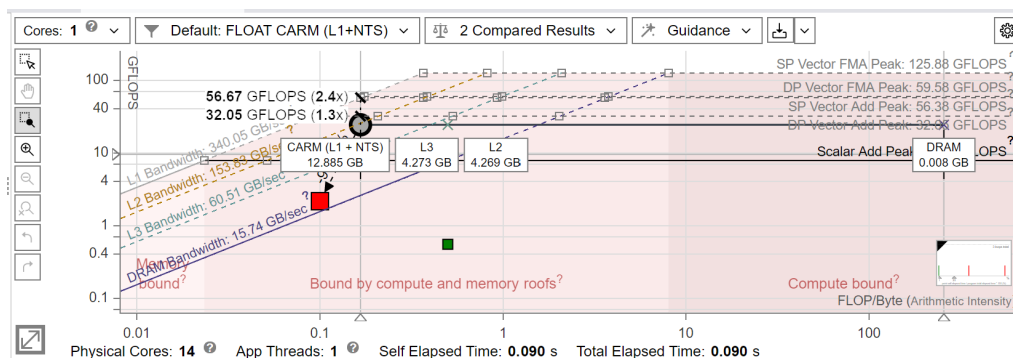 Cores: 1 ? Default: FLOAT CARM (L1+NTS) 2 Compared Results Guidance
GFLOPS
100
40
10
4
1
0.4
0.1
SP Vector FMA Peak: 125.88 GFLOPS
DP Vector FMA Peak: 59.58 GFLOPS
SP Vector Add Peak: 56.38 GFLOPS
DP Vector Add Peak: GFLOPS
Scalar Add Peak GFLOPS
56.67 GFLOPS (2.4x)
32.05 GFLOPS (1.3x)
L1 Bandwidth: 340.05 GB/sec
L2 Bandwidth: 153.83 GB/sec
L3 Bandwidth: 60.51 GB/sec ?
DRAM Bandwidth: 15.74 GB/sec ?
CARM (L1 + NTS)
12.885 GB
L3
4.273 GB
L2
4.269 GB
DRAM
0.008 GB
Memory
bound?
Bound by compute and memory roofs?
Compute bound?
FLOP/Byte (Arithmetic Intensity
0.01
0.1
1
10
100
Physical Cores: 14 ? App Threads: 1 ? Self Elapsed Time: 0.090 s Total Elapsed Time: 0.090 s